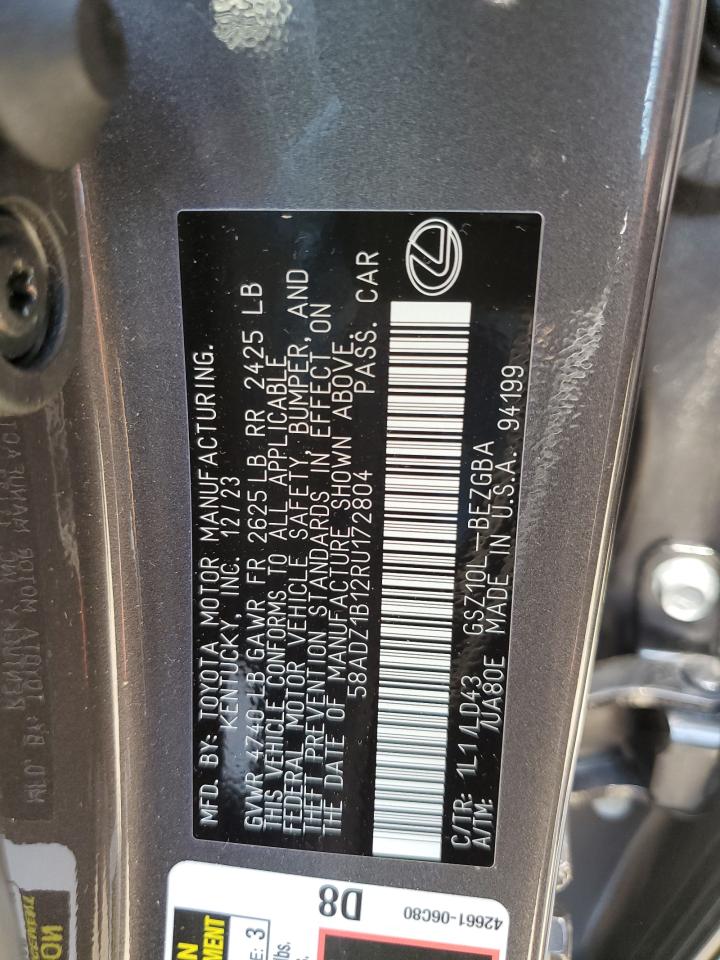 MFD. BY: TOYOTA MOTOR MANUFACTURING.
KENTUCKY, INC. 12/23
GVWR 4740 LB GAWR FR 2625 LB RR 2425 LB
THIS VEHICLE CONFORMS TO ALL APPLICABLE
FEDERAL MOTOR VEHICLE SAFETY, BUMPER, AND
THEFT PREVENTION STANDARDS IN EFFECT ON
THE DATE OF MANUFACTURE SHOWN ABOVE.
58ADZ1B12RU172804 PASS. CAR
C/TR: 1L1/LD43 GSZ10L-BEZGBA
A/TM: /UA80E MADE IN U.S.A. 94199
D8
42661-06C80